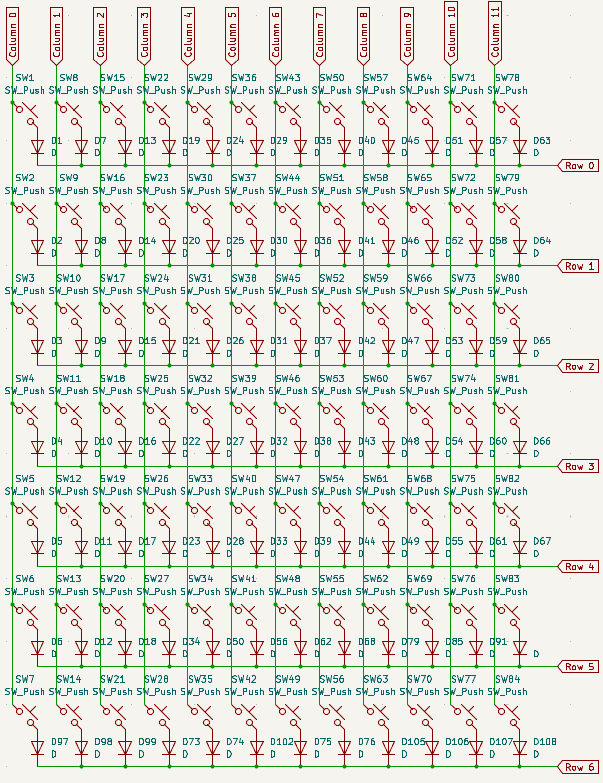 Column 0 Column 1 Column 2 Column 3 Column 4 Column 5 Column 6 Column 7 Column 8 Column 9 Column 10 Column 11
SW1 SW8 SW15 SW22 SW29 SW36 SW43 SW50 SW57 SW64 SW71 SW78
SW_Push SW_Push SW_Push SW_Push SW_Push SW_Push SW_Push SW_Push SW_Push SW_Push SW_Push SW_Push
D1 D7 D13 D19 D24 D29 D35 D40 D45 D51 D57 D63
D D D D D D D D D D D D
Row 0
SW2 SW9 SW16 SW23 SW30 SW37 SW44 SW51 SW58 SW65 SW72 SW79
SW_Push SW_Push SW_Push SW_Push SW_Push SW_Push SW_Push SW_Push SW_Push SW_Push SW_Push SW_Push
D2 D8 D14 D20 D25 D30 D36 D41 D46 D52 D58 D64
D D D D D D D D D D D D
Row 1
SW3 SW10 SW17 SW24 SW31 SW38 SW45 SW52 SW59 SW66 SW73 SW80
SW_Push SW_Push SW_Push SW_Push SW_Push SW_Push SW_Push SW_Push SW_Push SW_Push SW_Push SW_Push
D3 D9 D15 D21 D26 D31 D37 D42 D47 D53 D59 D65
D D D D D D D D D D D D
Row 2
SW4 SW11 SW18 SW25 SW32 SW39 SW46 SW53 SW60 SW67 SW74 SW81
SW_Push SW_Push SW_Push SW_Push SW_Push SW_Push SW_Push SW_Push SW_Push SW_Push SW_Push SW_Push
D4 D10 D16 D22 D27 D32 D38 D43 D48 D54 D60 D66
D D D D D D D D D D D D
Row 3
SW5 SW12 SW19 SW26 SW33 SW40 SW47 SW54 SW61 SW68 SW75 SW82
SW_Push SW_Push SW_Push SW_Push SW_Push SW_Push SW_Push SW_Push SW_Push SW_Push SW_Push SW_Push
D5 D11 D17 D23 D28 D33 D39 D44 D49 D55 D61 D67
D D D D D D D D D D D D
Row 4
SW6 SW13 SW20 SW27 SW34 SW41 SW48 SW55 SW62 SW69 SW76 SW83
SW_Push SW_Push SW_Push SW_Push SW_Push SW_Push SW_Push SW_Push SW_Push SW_Push SW_Push SW_Push
D6 D12 D18 D34 D50 D56 D62 D68 D79 D85 D91
D D D D D D D D D D D D
Row 5
SW7 SW14 SW21 SW28 SW35 SW42 SW49 SW56 SW63 SW70 SW77 SW84
SW_Push SW_Push SW_Push SW_Push SW_Push SW_Push SW_Push SW_Push SW_Push SW_Push SW_Push SW_Push
D97 D98 D99 D73 D74 D102 D75 D76 D105 D106 D107 D108
D D D D D D D D D D D D
Row 6